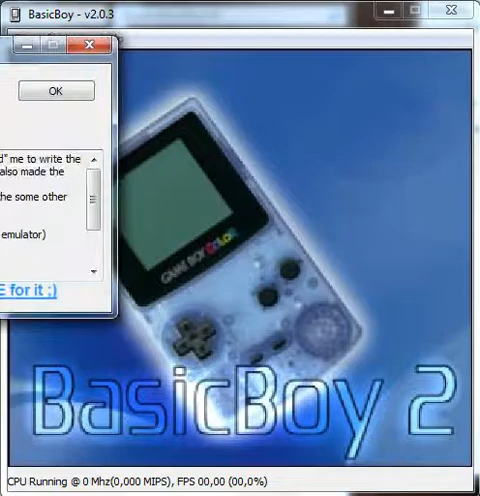 BasicBoy - v2.0.3
OK
d" me to write the
also made the
the some other
emulator)
E for it ;)
GAME BOY COLOR
BasicBoy 2
CPU Running @ 0 Mhz(0,000 MIPS), FPS 00,00 (00,0%)